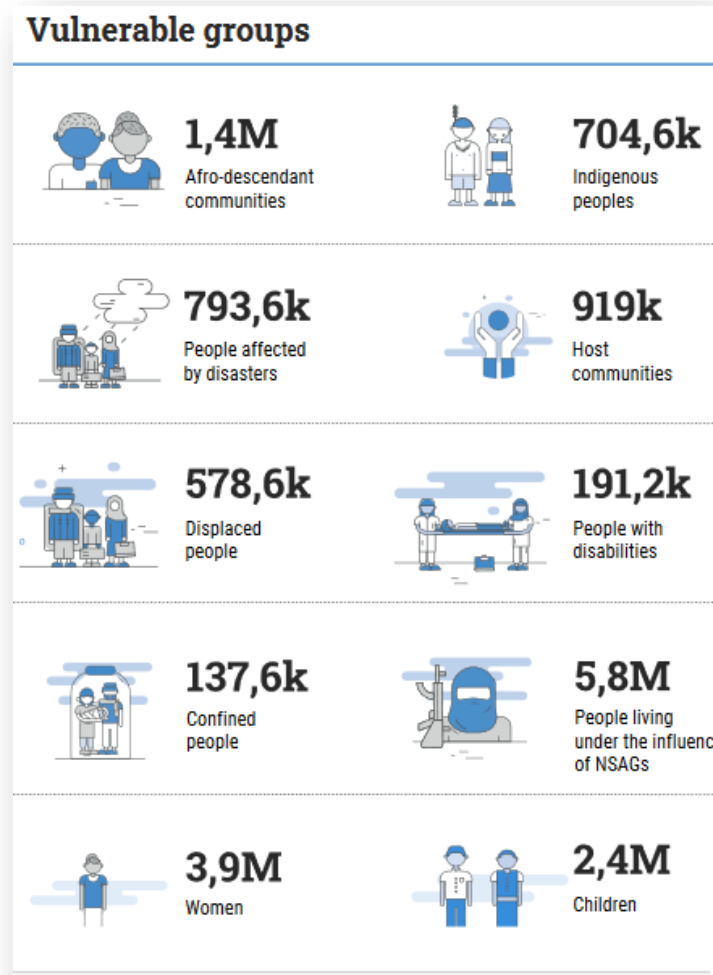 Vulnerable groups
1,4M
Afro-descendant
communities
704,6k
Indigenous
peoples
793,6k
People affected
by disasters
919k
Host
communities
578,6k
Displaced
people
191,2k
People with
disabilities
137,6k
Confined
people
5,8M
People living
under the influenc
of NSAGs
3,9M
Women
2,4M
Children